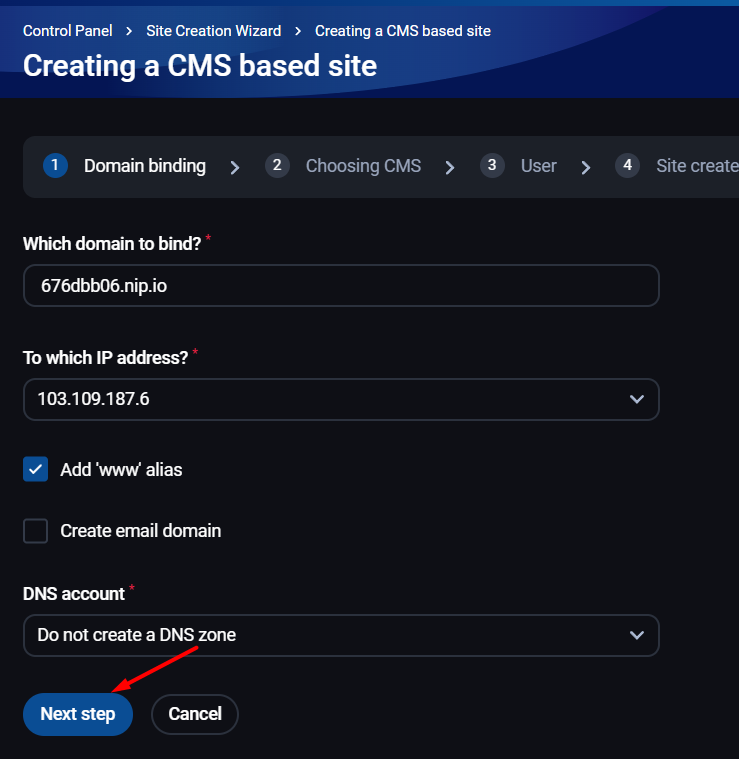 Control Panel > Site Creation Wizard > Creating a CMS based site
Creating a CMS based site
1 Domain binding > 2 Choosing CMS > 3 User > 4 Site create
Which domain to bind? *
676dbb06.nip.io
To which IP address? *
103.109.187.6
Add 'www' alias
Create email domain
DNS account *
Do not create a DNS zone
Next step Cancel